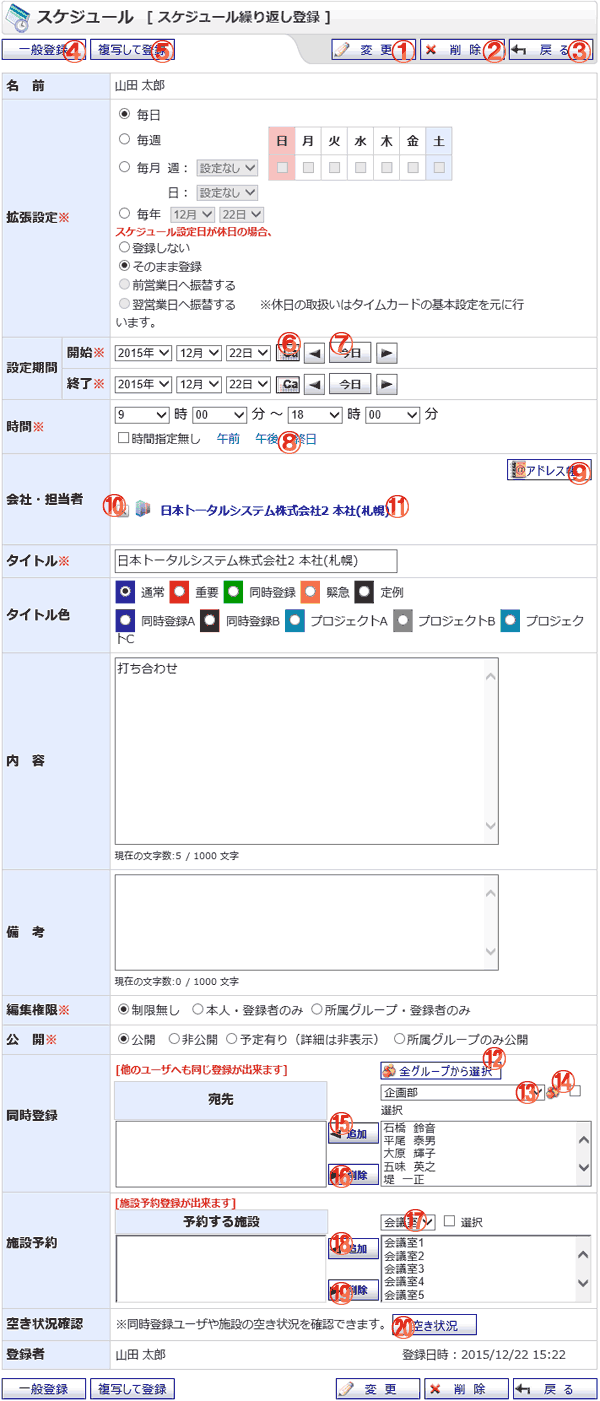 スケジュール [ スケジュール繰り返し登録 ]
一般登録④ 複写して登録⑤ 変更① 削除② 戻る③
名 前 山田 太郎
拡張設定※
毎日
毎週 日 月 火 水 木 金 土
毎月 週： 設定なし
日： 設定なし
毎年 12月 22日
スケジュール設定日が休日の場合、
登録しない
そのまま登録
前営業日へ振替する
翌営業日へ振替する ※休日の取扱いはタイムカードの基本設定を元に行
います。
設定期間 開始※ 2015年 12月 22日 ⑥ Ca ◀ 今日 ⑦ ▶
終了※ 2015年 12月 22日 Ca ◀ 今日 ▶
時間※ 9 時 00 分 ～ 18 時 00 分
時間指定無し 午前 午後 ⑧ 終日
会社・担当者 アドレス帳⑨
⑩ 日本トータルシステム株式会社2 本社(札幌)⑪
タイトル※ 日本トータルシステム株式会社2 本社(札幌)
タイトル色 通常 重要 同時登録 緊急 定例
同時登録A 同時登録B プロジェクトA プロジェクトB プロジェク
トC
内 容 打ち合わせ
現在の文字数:5 / 1000 文字
備 考
現在の文字数:0 / 1000 文字
編集権限※ 制限無し 本人・登録者のみ 所属グループ・登録者のみ
公 開※ 公開 非公開 予定有り（詳細は非表示） 所属グループのみ公開
同時登録 [他のユーザへも同じ登録が出来ます] 全グループから選択 ⑫
宛先 企画部 ⑬ ⑭
選択
⑮ 追加
⑯ 削除
石橋 鈴音
平尾 泰男
大原 輝子
五味 英之
堤 一正
施設予約 [施設予約登録が出来ます]
予約する施設 会議室 ⑰ 選択
⑱ 追加
⑲ 削除
会議室1
会議室2
会議室3
会議室4
会議室5
空き状況確認 ※同時登録ユーザや施設の空き状況を確認できます。 ⑳ 空き状況
登録者 山田 太郎 登録日時：2015/12/22 15:22
一般登録 複写して登録 変更 削除 戻る